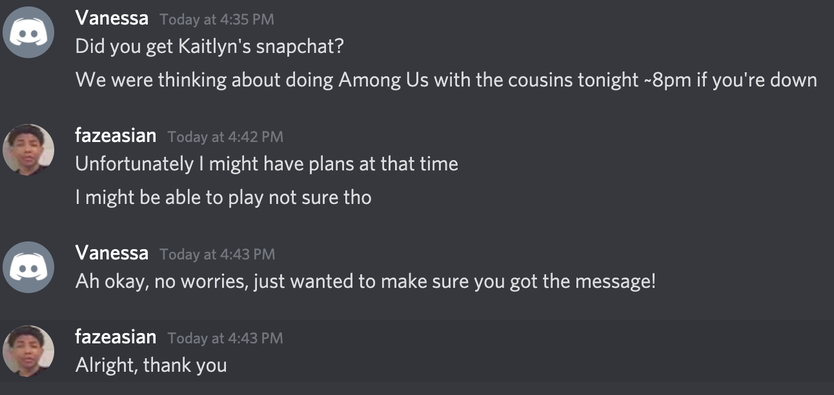 Vanessa Today at 4:35 PM
Did you get Kaitlyn's snapchat?
We were thinking about doing Among Us with the cousins tonight ~8pm if you're down
fazeasian Today at 4:42 PM
Unfortunately I might have plans at that time
I might be able to play not sure tho
Vanessa Today at 4:43 PM
Ah okay, no worries, just wanted to make sure you got the message!
fazeasian Today at 4:43 PM
Alright, thank you